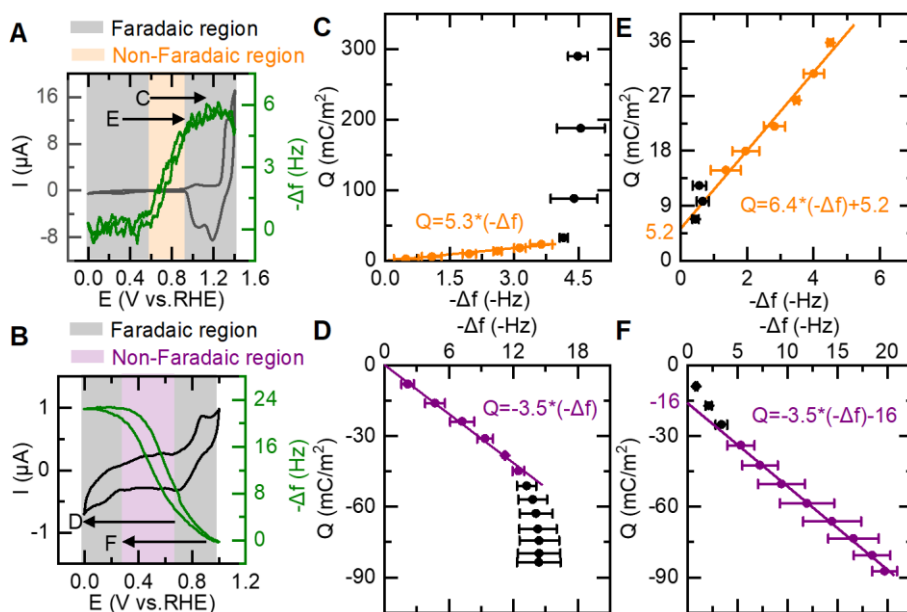 A
Faradaic region
Non-Faradaic region
16
8
0
-8
I (µA)
C
E
6
3
0
-Δf (Hz)
0.0 0.4 0.8 1.2 1.6
E (V vs.RHE)
C
300
200
100
0
Q (mC/m²)
Q=5.3*(-Δf)
0.0 1.5 3.0 4.5
-Δf (-Hz)
E
36
27
18
9
5.2
0
Q (mC/m²)
Q=6.4*(-Δf)+5.2
0 2 4 6
-Δf (-Hz)
B
Faradaic region
Non-Faradaic region
1
0
-1
I (µA)
D
F
24
16
8
0
-Δf (Hz)
0.0 0.4 0.8 1.2
E (V vs.RHE)
D
-Δf (-Hz)
0 6 12 18
0
-30
-60
-90
Q (mC/m²)
Q=-3.5*(-Δf)
F
-Δf (-Hz)
0 5 10 15 20
0
-16
-30
-60
-90
Q (mC/m²)
Q=-3.5*(-Δf)-16